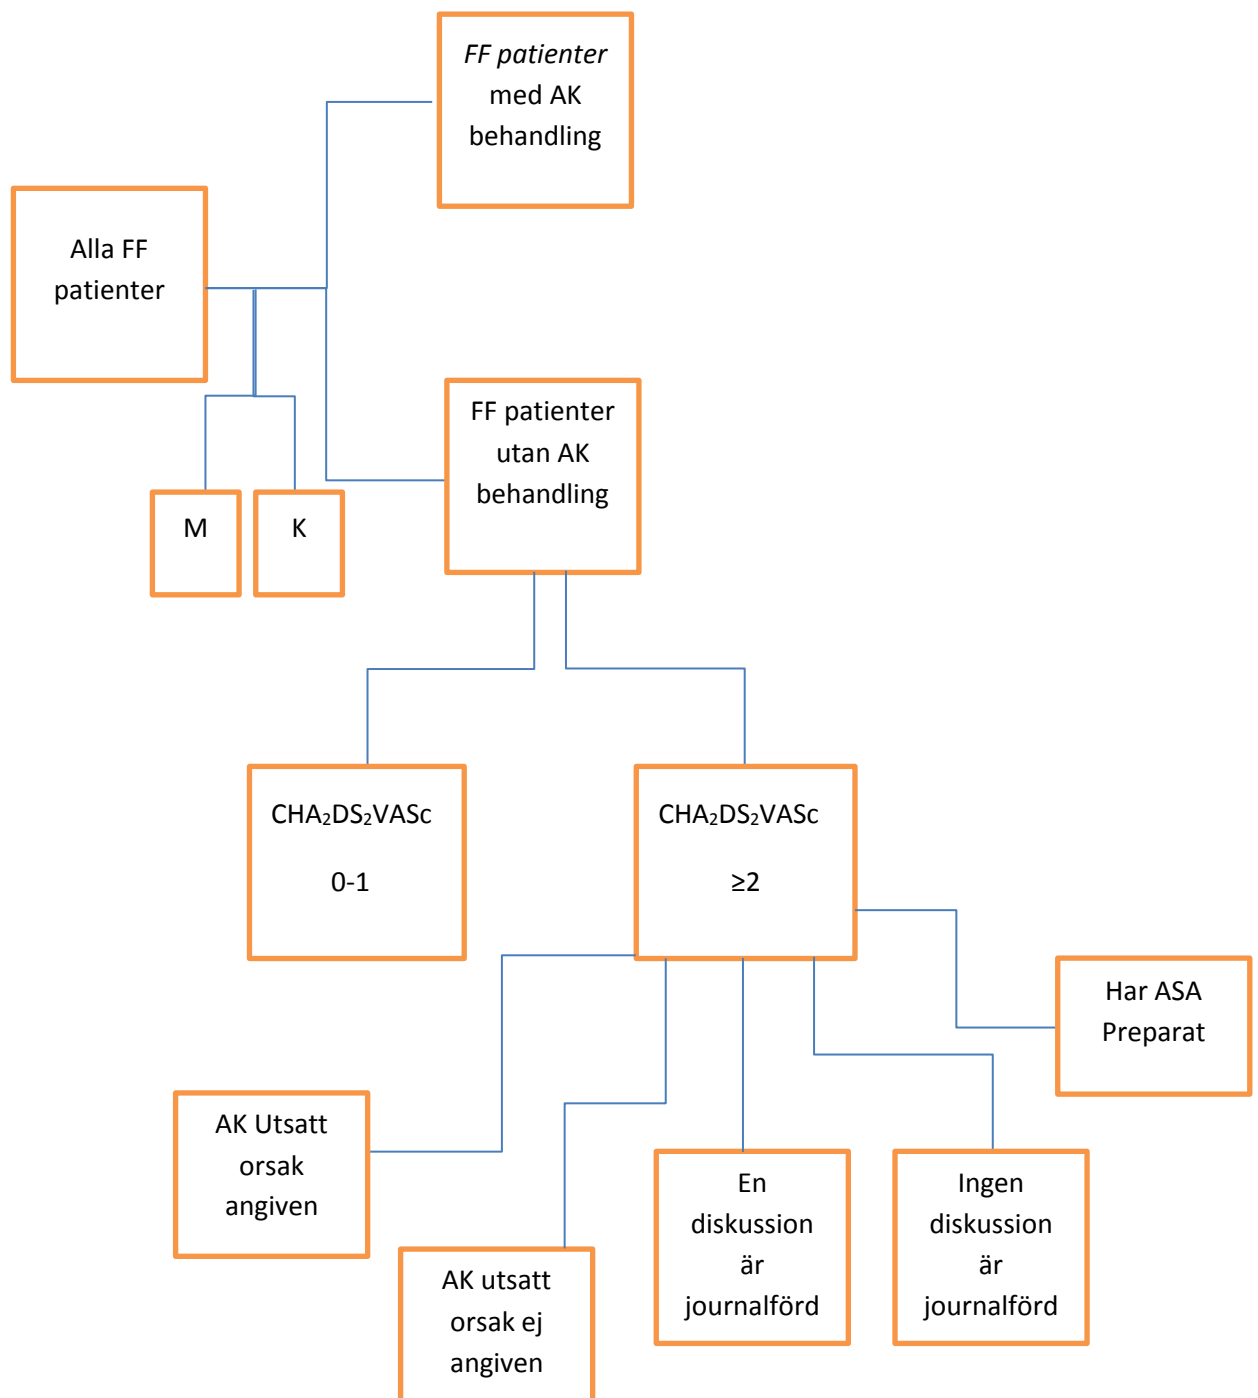 FF patienter
med AK
behandling
Alla FF
patienter
FF patienter
utan AK
behandling
M
K
CHA₂DS₂VASc
0-1
CHA₂DS₂VASc
≥2
Har ASA
Preparat
AK Utsatt
orsak
angiven
AK utsatt
orsak ej
angiven
En
diskussion
är
journalförd
Ingen
diskussion
är
journalförd